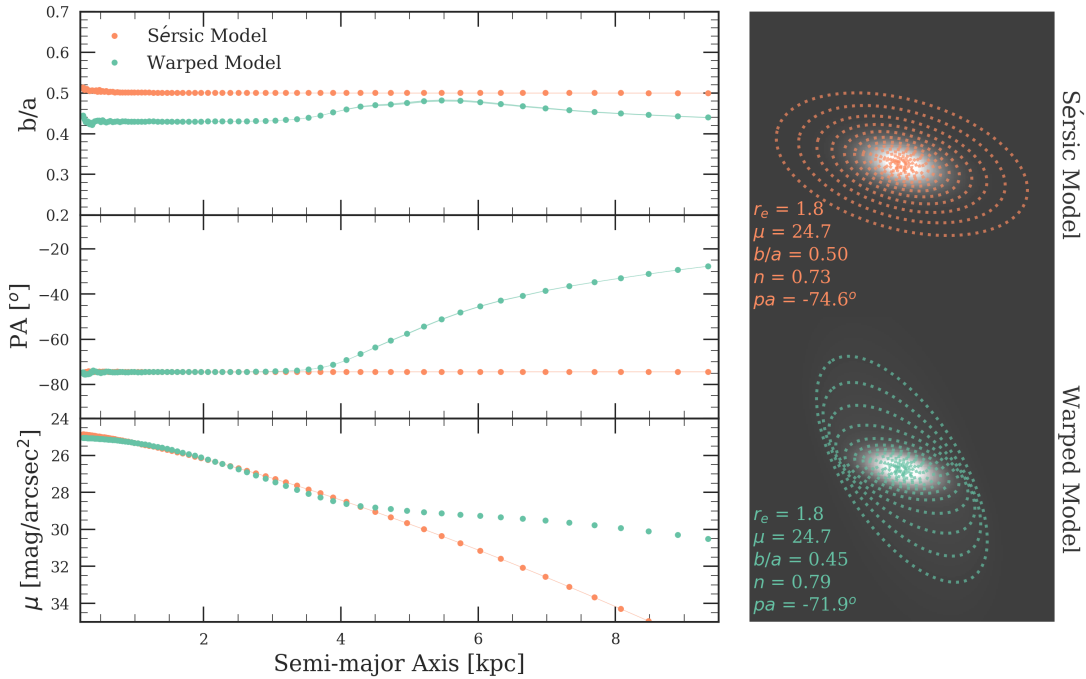 Sérsic Model
Warped Model
b/a
0.6
0.5
0.4
0.3
0.2
PA [°]
−20
−40
−60
−80
μ [mag/arcsec²]
24
26
28
30
32
34
2 4 6 8
Semi-major Axis [kpc]
r_e = 1.8
μ = 24.7
b/a = 0.50
n = 0.73
pa = -74.6°
Sérsic Model
r_e = 1.8
μ = 24.7
b/a = 0.45
n = 0.79
pa = -71.9°
Warped Model